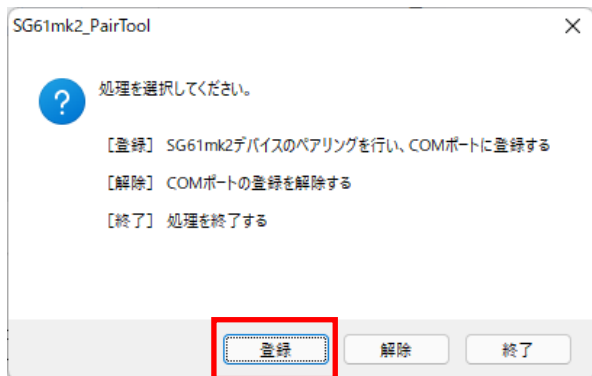 SG61mk2_PairTool
処理を選択してください。
［登録］ SG61mk2デバイスのペアリングを行い、COMポートに登録する
［解除］ COMポートの登録を解除する
［終了］ 処理を終了する
登録 解除 終了